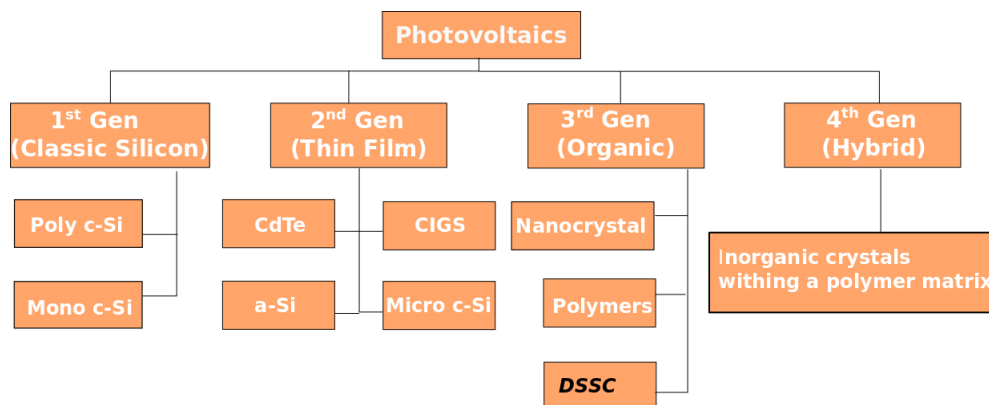 Photovoltaics
1st Gen
(Classic Silicon)
2nd Gen
(Thin Film)
3rd Gen
(Organic)
4th Gen
(Hybrid)
Poly c-Si
Mono c-Si
CdTe
CIGS
a-Si
Micro c-Si
Nanocrystal
Polymers
DSSC
Inorganic crystals
withing a polymer matrix